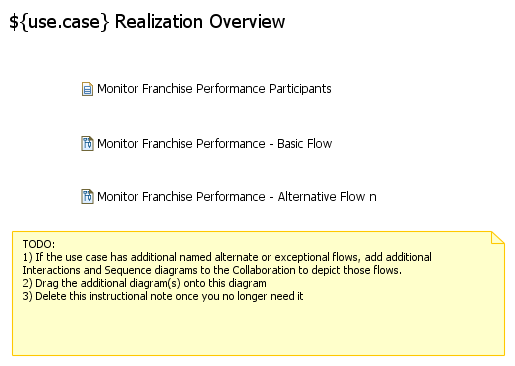 ${use.case} Realization Overview
Monitor Franchise Performance Participants
Monitor Franchise Performance - Basic Flow
Monitor Franchise Performance - Alternative Flow n
TODO:
1) If the use case has additional named alternate or exceptional flows, add additional
Interactions and Sequence diagrams to the Collaboration to depict those flows.
2) Drag the additional diagram(s) onto this diagram
3) Delete this instructional note once you no longer need it